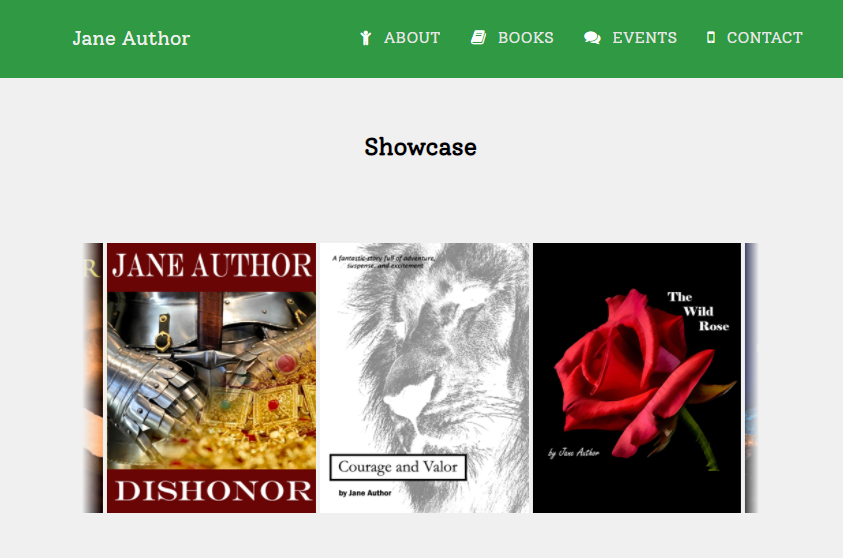 Jane Author
ABOUT
BOOKS
EVENTS
CONTACT
Showcase
R
JANE AUTHOR
DISHONOR
A fantastic story full of adventure,
suspense, and excitement
Courage and Valor
by Jane Author
The
Wild
Rose
by Jane Author